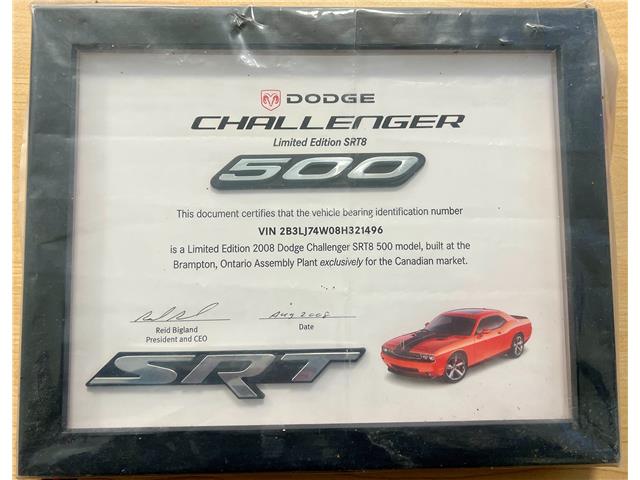 DODGE
CHALLENGER
Limited Edition SRT8
500
This document certifies that the vehicle bearing identification number
VIN 2B3LJ74W08H321496
is a Limited Edition 2008 Dodge Challenger SRT8 500 model, built at the
Brampton, Ontario Assembly Plant exclusively for the Canadian market.
Aug 2008
Reid Bigland Date
President and CEO
SRT